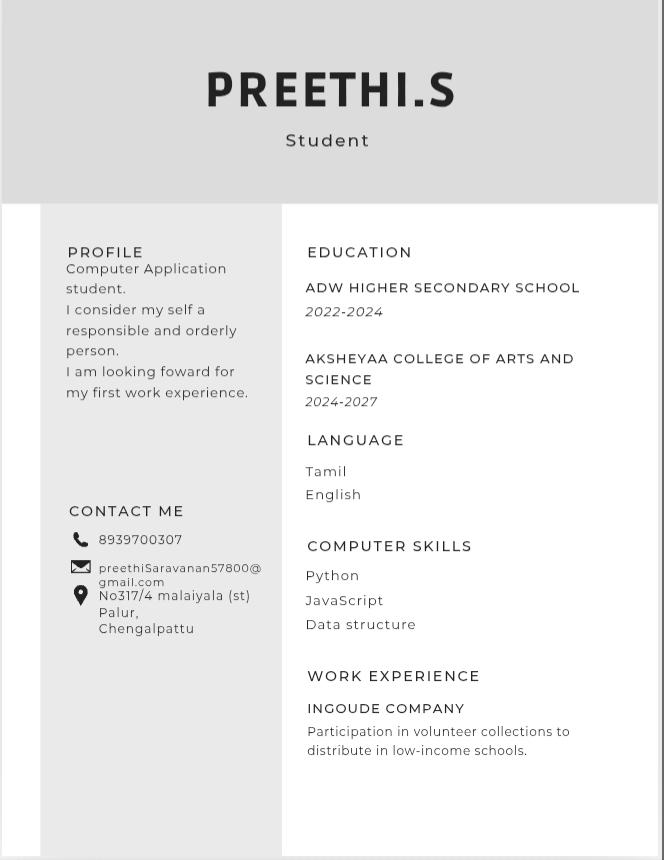 PREETHI.S
Student
PROFILE
Computer Application
student.
I consider my self a
responsible and orderly
person.
I am looking foward for
my first work experience.
CONTACT ME
8939700307
preethiSaravanan57800@
gmail.com
No317/4 malaiyala (st)
Palur,
Chengalpattu
EDUCATION
ADW HIGHER SECONDARY SCHOOL
2022-2024
AKSHEYAA COLLEGE OF ARTS AND
SCIENCE
2024-2027
LANGUAGE
Tamil
English
COMPUTER SKILLS
Python
JavaScript
Data structure
WORK EXPERIENCE
INGOUDE COMPANY
Participation in volunteer collections to
distribute in low-income schools.